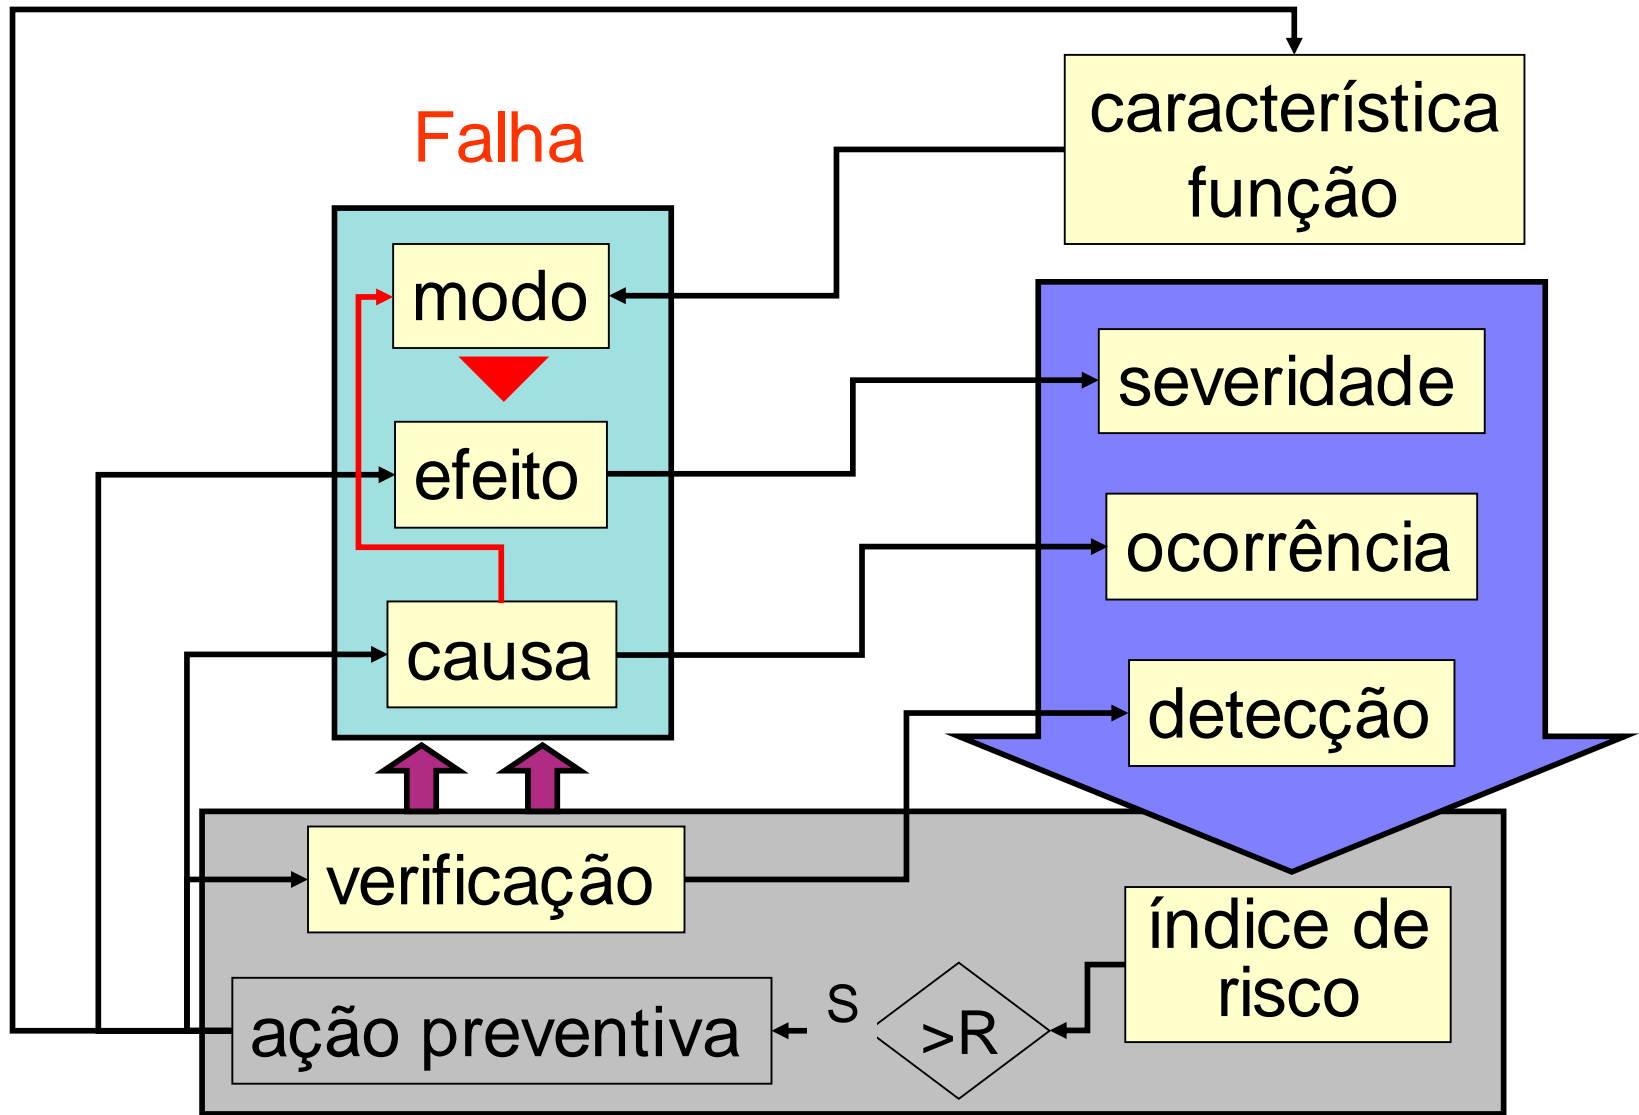 característica
função
Falha
modo
efeito
causa
severidade
ocorrência
detecção
verificação
índice de
risco
ação preventiva
S
>R